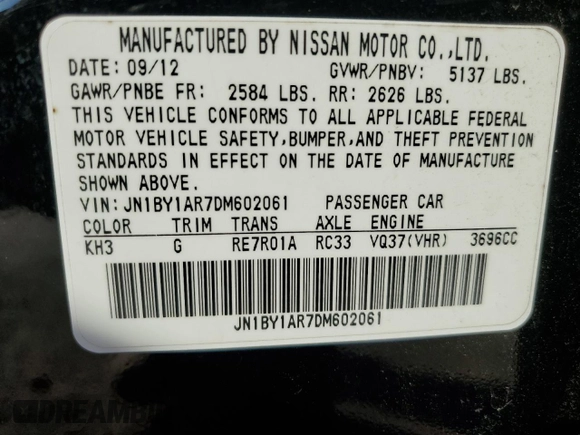 MANUFACTURED BY NISSAN MOTOR CO.,LTD.
DATE: 09/12 GVWR/PNBV: 5137 LBS.
GAWR/PNBE FR: 2584 LBS. RR: 2626 LBS.
THIS VEHICLE CONFORMS TO ALL APPLICABLE FEDERAL
MOTOR VEHICLE SAFETY,BUMPER,AND THEFT PREVENTION
STANDARDS IN EFFECT ON THE DATE OF MANUFACTURE
SHOWN ABOVE.
VIN: JN1BY1AR7DM602061 PASSENGER CAR
COLOR TRIM TRANS AXLE ENGINE
KH3 G RE7R01A RC33 VQ37(VHR) 3696CC
JN1BY1AR7DM602061